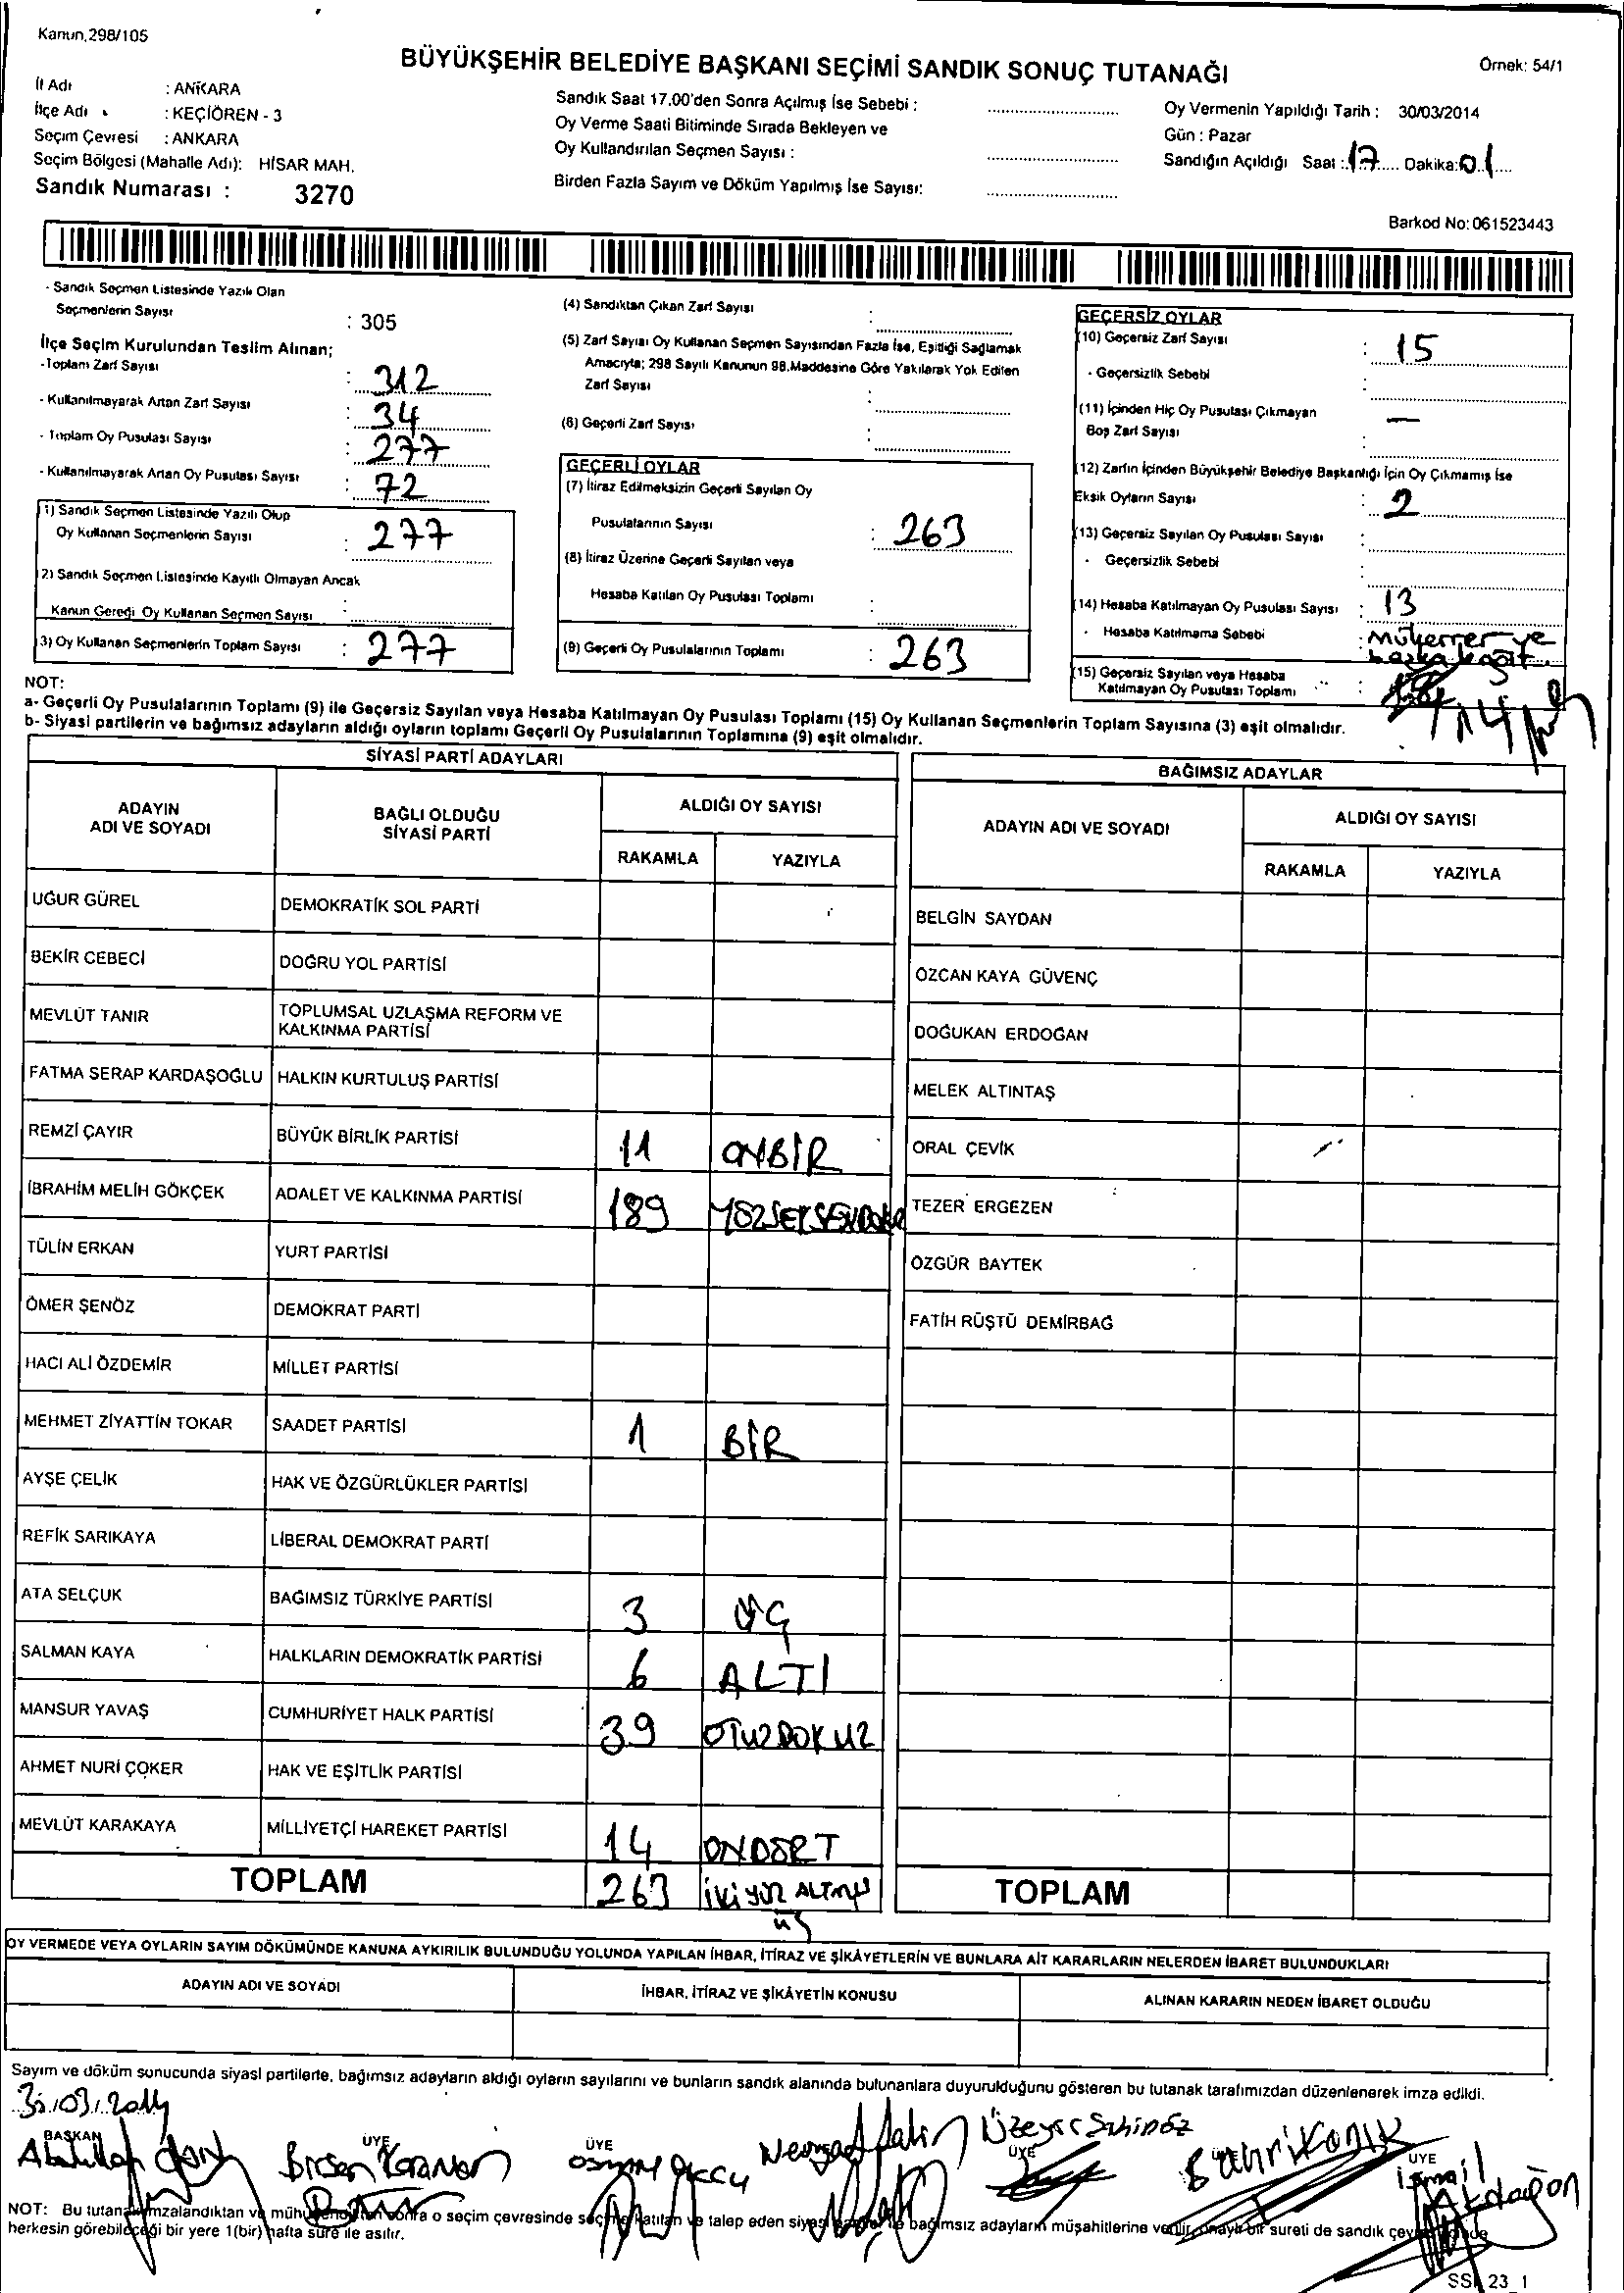 Kanun,298/105
BÜYÜKŞEHİR BELEDİYE BAŞKANI SEÇİMİ SANDIK SONUÇ TUTANAĞI
Örnek: 54/1
İl Adı : ANKARA
İlçe Adı : KEÇİÖREN - 3
Seçim Çevresi : ANKARA
Seçim Bölgesi (Mahalle Adı): HİSAR MAH.
Sandık Numarası : 3270
Sandık Saat 17.00'den Sonra Açılmış İse Sebebi :
Oy Verme Saati Bitiminde Sırada Bekleyen ve
Oy Kullandırılan Seçmen Sayısı :
Birden Fazla Sayım ve Döküm Yapılmış İse Sayısı:
Oy Vermenin Yapıldığı Tarih : 30/03/2014
Gün : Pazar
Sandığın Açıldığı Saat : 17 Dakika: 01
Barkod No: 061523443
- Sandık Seçmen Listesinde Yazılı Olan
Seçmenlerin Sayısı : 305
İlçe Seçim Kurulundan Teslim Alınan;
-Toplam Zarf Sayısı : 312
- Kullanılmayarak Artan Zarf Sayısı : 34
- Toplam Oy Pusulası Sayısı : 277
- Kullanılmayarak Artan Oy Pusulası Sayısı : 72
1) Sandık Seçmen Listesinde Yazılı Olup
Oy Kullanan Seçmenlerin Sayısı : 277
2) Sandık Seçmen Listesinde Kayıtlı Olmayan Ancak
Kanun Gereği Oy Kullanan Seçmen Sayısı :
3) Oy Kullanan Seçmenlerin Toplam Sayısı : 277
(4) Sandıktan Çıkan Zarf Sayısı :
(5) Zarf Sayısı Oy Kullanan Seçmen Sayısından Fazla İse, Eşitliği Sağlamak
Amacıyla; 298 Sayılı Kanunun 98.Maddesine Göre Yakılarak Yok Edilen
Zarf Sayısı :
(6) Geçerli Zarf Sayısı :
GEÇERLİ OYLAR
(7) İtiraz Edilmeksizin Geçerli Sayılan Oy
Pusulalarının Sayısı : 263
(8) İtiraz Üzerine Geçerli Sayılan veya
Hesaba Katılan Oy Pusulası Toplamı :
(9) Geçerli Oy Pusulalarının Toplamı : 263
GEÇERSİZ OYLAR
(10) Geçersiz Zarf Sayısı : 15
- Geçersizlik Sebebi :
(11) İçinden Hiç Oy Pusulası Çıkmayan
Boş Zarf Sayısı : —
(12) Zarfın İçinden Büyükşehir Belediye Başkanlığı İçin Oy Çıkmamış İse
Eksik Oyların Sayısı : 2
(13) Geçersiz Sayılan Oy Pusulası Sayısı :
- Geçersizlik Sebebi :
(14) Hesaba Katılmayan Oy Pusulası Sayısı : 13
- Hesaba Katılmama Sebebi : Mükerrer ve
başka kağıt
(15) Geçersiz Sayılan veya Hesaba
Katılmayan Oy Pusulası Toplamı : 14
NOT:
a- Geçerli Oy Pusulalarının Toplamı (9) ile Geçersiz Sayılan veya Hesaba Katılmayan Oy Pusulası Toplamı (15) Oy Kullanan Seçmenlerin Toplam Sayısına (3) eşit olmalıdır.
b- Siyasi partilerin ve bağımsız adayların aldığı oyların toplamı Geçerli Oy Pusulalarının Toplamına (9) eşit olmalıdır.
SİYASİ PARTİ ADAYLARI
ADAYIN ADI VE SOYADI
BAĞLI OLDUĞU SİYASİ PARTİ
ALDIĞI OY SAYISI
RAKAMLA YAZIYLA
UĞUR GÜREL DEMOKRATİK SOL PARTİ
BEKİR CEBECİ DOĞRU YOL PARTİSİ
MEVLÜT TANIR TOPLUMSAL UZLAŞMA REFORM VE
KALKINMA PARTİSİ
FATMA SERAP KARDAŞOĞLU HALKIN KURTULUŞ PARTİSİ
REMZİ ÇAYIR BÜYÜK BİRLİK PARTİSİ 11 ONBİR
İBRAHİM MELİH GÖKÇEK ADALET VE KALKINMA PARTİSİ 189 YÜZSEKSENDOKUZ
TÜLİN ERKAN YURT PARTİSİ
ÖMER ŞENÖZ DEMOKRAT PARTİ
HACI ALİ ÖZDEMİR MİLLET PARTİSİ
MEHMET ZİYATTİN TOKAR SAADET PARTİSİ 1 BİR
AYŞE ÇELİK HAK VE ÖZGÜRLÜKLER PARTİSİ
REFİK SARIKAYA LİBERAL DEMOKRAT PARTİ
ATA SELÇUK BAĞIMSIZ TÜRKİYE PARTİSİ 3 ÜÇ
SALMAN KAYA HALKLARIN DEMOKRATİK PARTİSİ 6 ALTI
MANSUR YAVAŞ CUMHURİYET HALK PARTİSİ 39 OTUZDOKUZ
AHMET NURİ ÇOKER HAK VE EŞİTLİK PARTİSİ
MEVLÜT KARAKAYA MİLLİYETÇİ HAREKET PARTİSİ 14 ONDÖRT
TOPLAM 263 İKİYÜZ ALTMIŞ
ÜÇ
BAĞIMSIZ ADAYLAR
ADAYIN ADI VE SOYADI
ALDIĞI OY SAYISI
RAKAMLA YAZIYLA
BELGİN SAYDAN
ÖZCAN KAYA GÜVENÇ
DOĞUKAN ERDOĞAN
MELEK ALTINTAŞ
ORAL ÇEVİK
TEZER ERGEZEN
ÖZGÜR BAYTEK
FATİH RÜŞTÜ DEMİRBAĞ
TOPLAM
OY VERMEDE VEYA OYLARIN SAYIM DÖKÜMÜNDE KANUNA AYKIRILIK BULUNDUĞU YOLUNDA YAPILAN İHBAR, İTİRAZ VE ŞİKÂYETLERİN VE BUNLARA AİT KARARLARIN NELERDEN İBARET BULUNDUKLARI
ADAYIN ADI VE SOYADI
İHBAR, İTİRAZ VE ŞİKÂYETİN KONUSU
ALINAN KARARIN NEDEN İBARET OLDUĞU
Sayım ve döküm sonucunda siyasi partilerle, bağımsız adayların aldığı oyların sayılarını ve bunların sandık alanında bulunanlara duyurulduğunu gösteren bu tutanak tarafımızdan düzenlenerek imza edildi.
30.03.2014
BAŞKAN ÜYE ÜYE ÜYE ÜYE
Birsen Karaman Osman Üzeyir Şahinöz Bahri Konik İsmail Akdoğan
NOT: Bu tutanak imzalandıktan ve mühürlendikten sonra o seçim çevresinde seçime katılan ve talep eden siyasi partiler ile bağımsız adayların müşahitlerine verilir, onaylı bir sureti de sandık çevresinde
herkesin görebileceği bir yere 1(bir) hafta süre ile asılır.
23_1